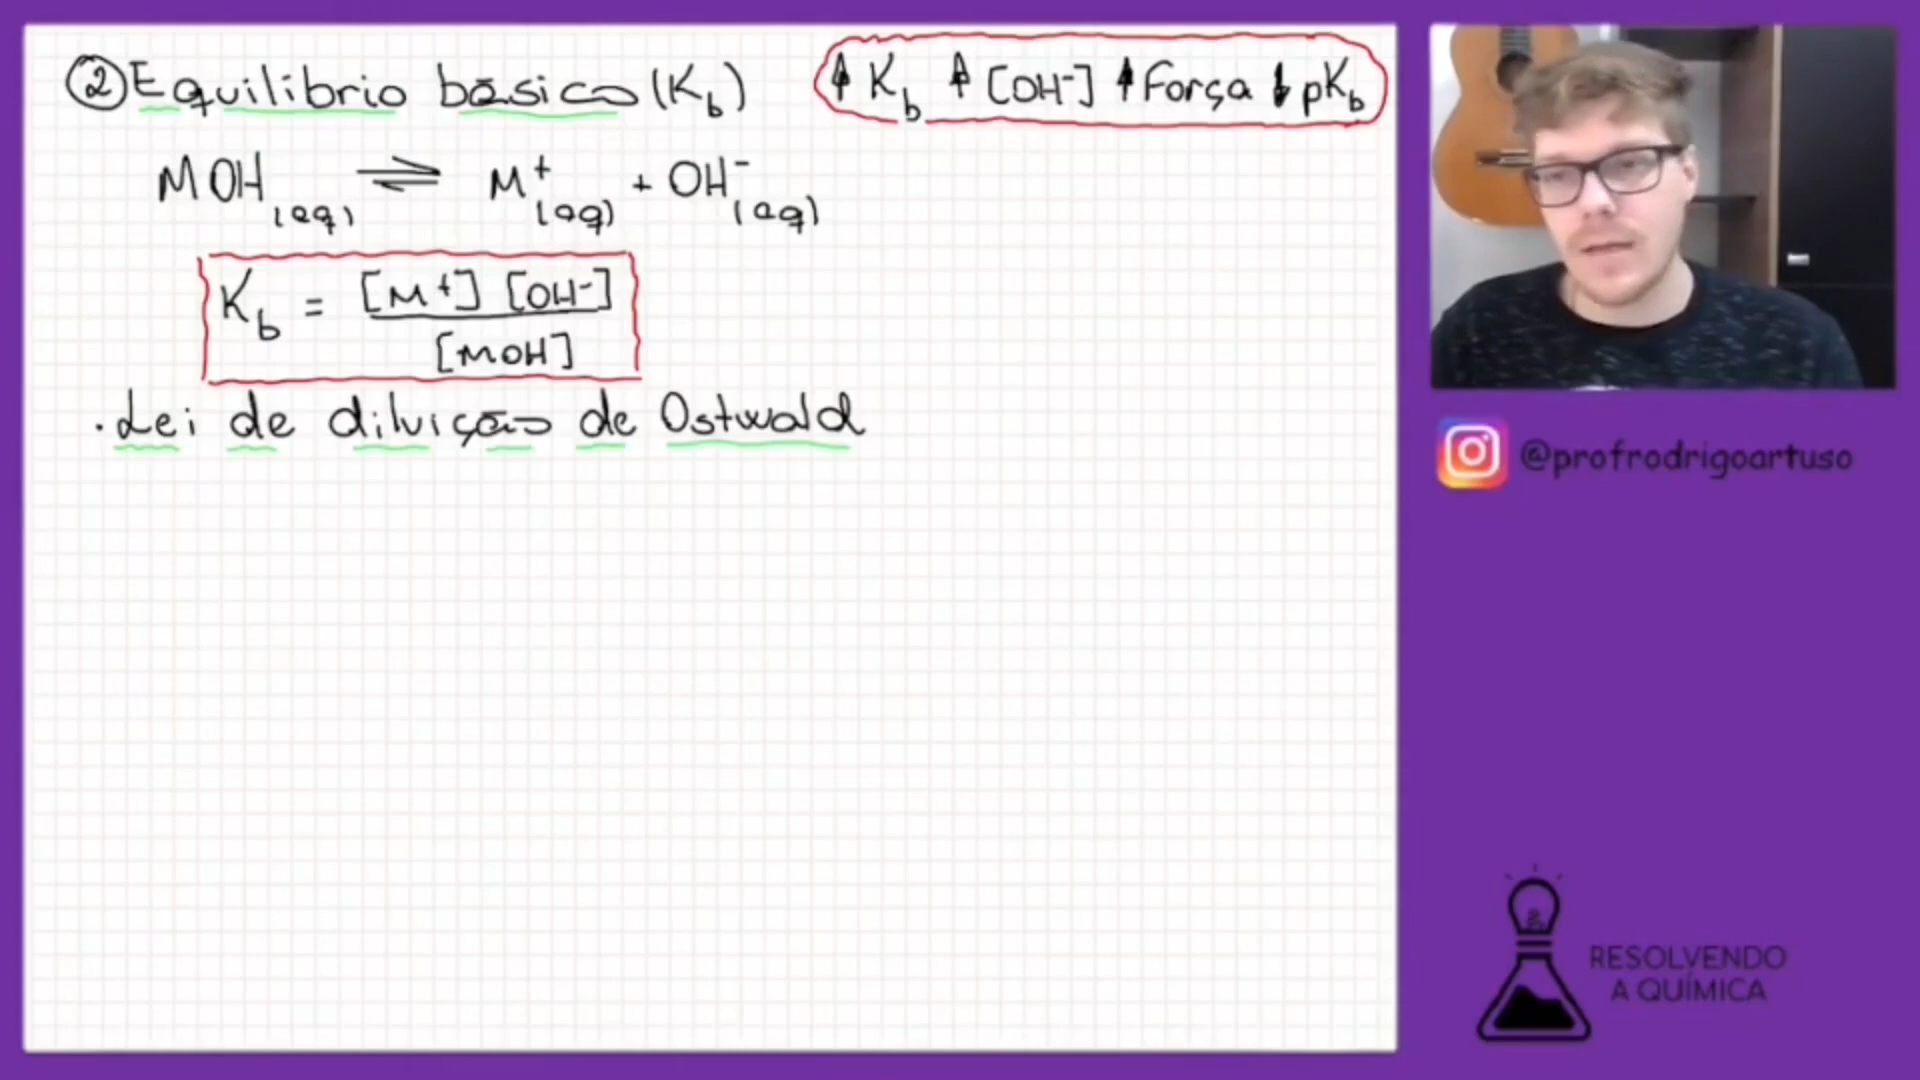 ② Equilíbrio básico (Kb)
↑ Kb ↑ [OH⁻] ↑ Força ↓ pKb
MOH(aq) ⇌ M⁺(aq) + OH⁻(aq)
Kb = [M⁺] [OH⁻]
[MOH]
. Lei de diluição de Ostwald
@profrodrigoartuso
RESOLVENDO
A QUÍMICA